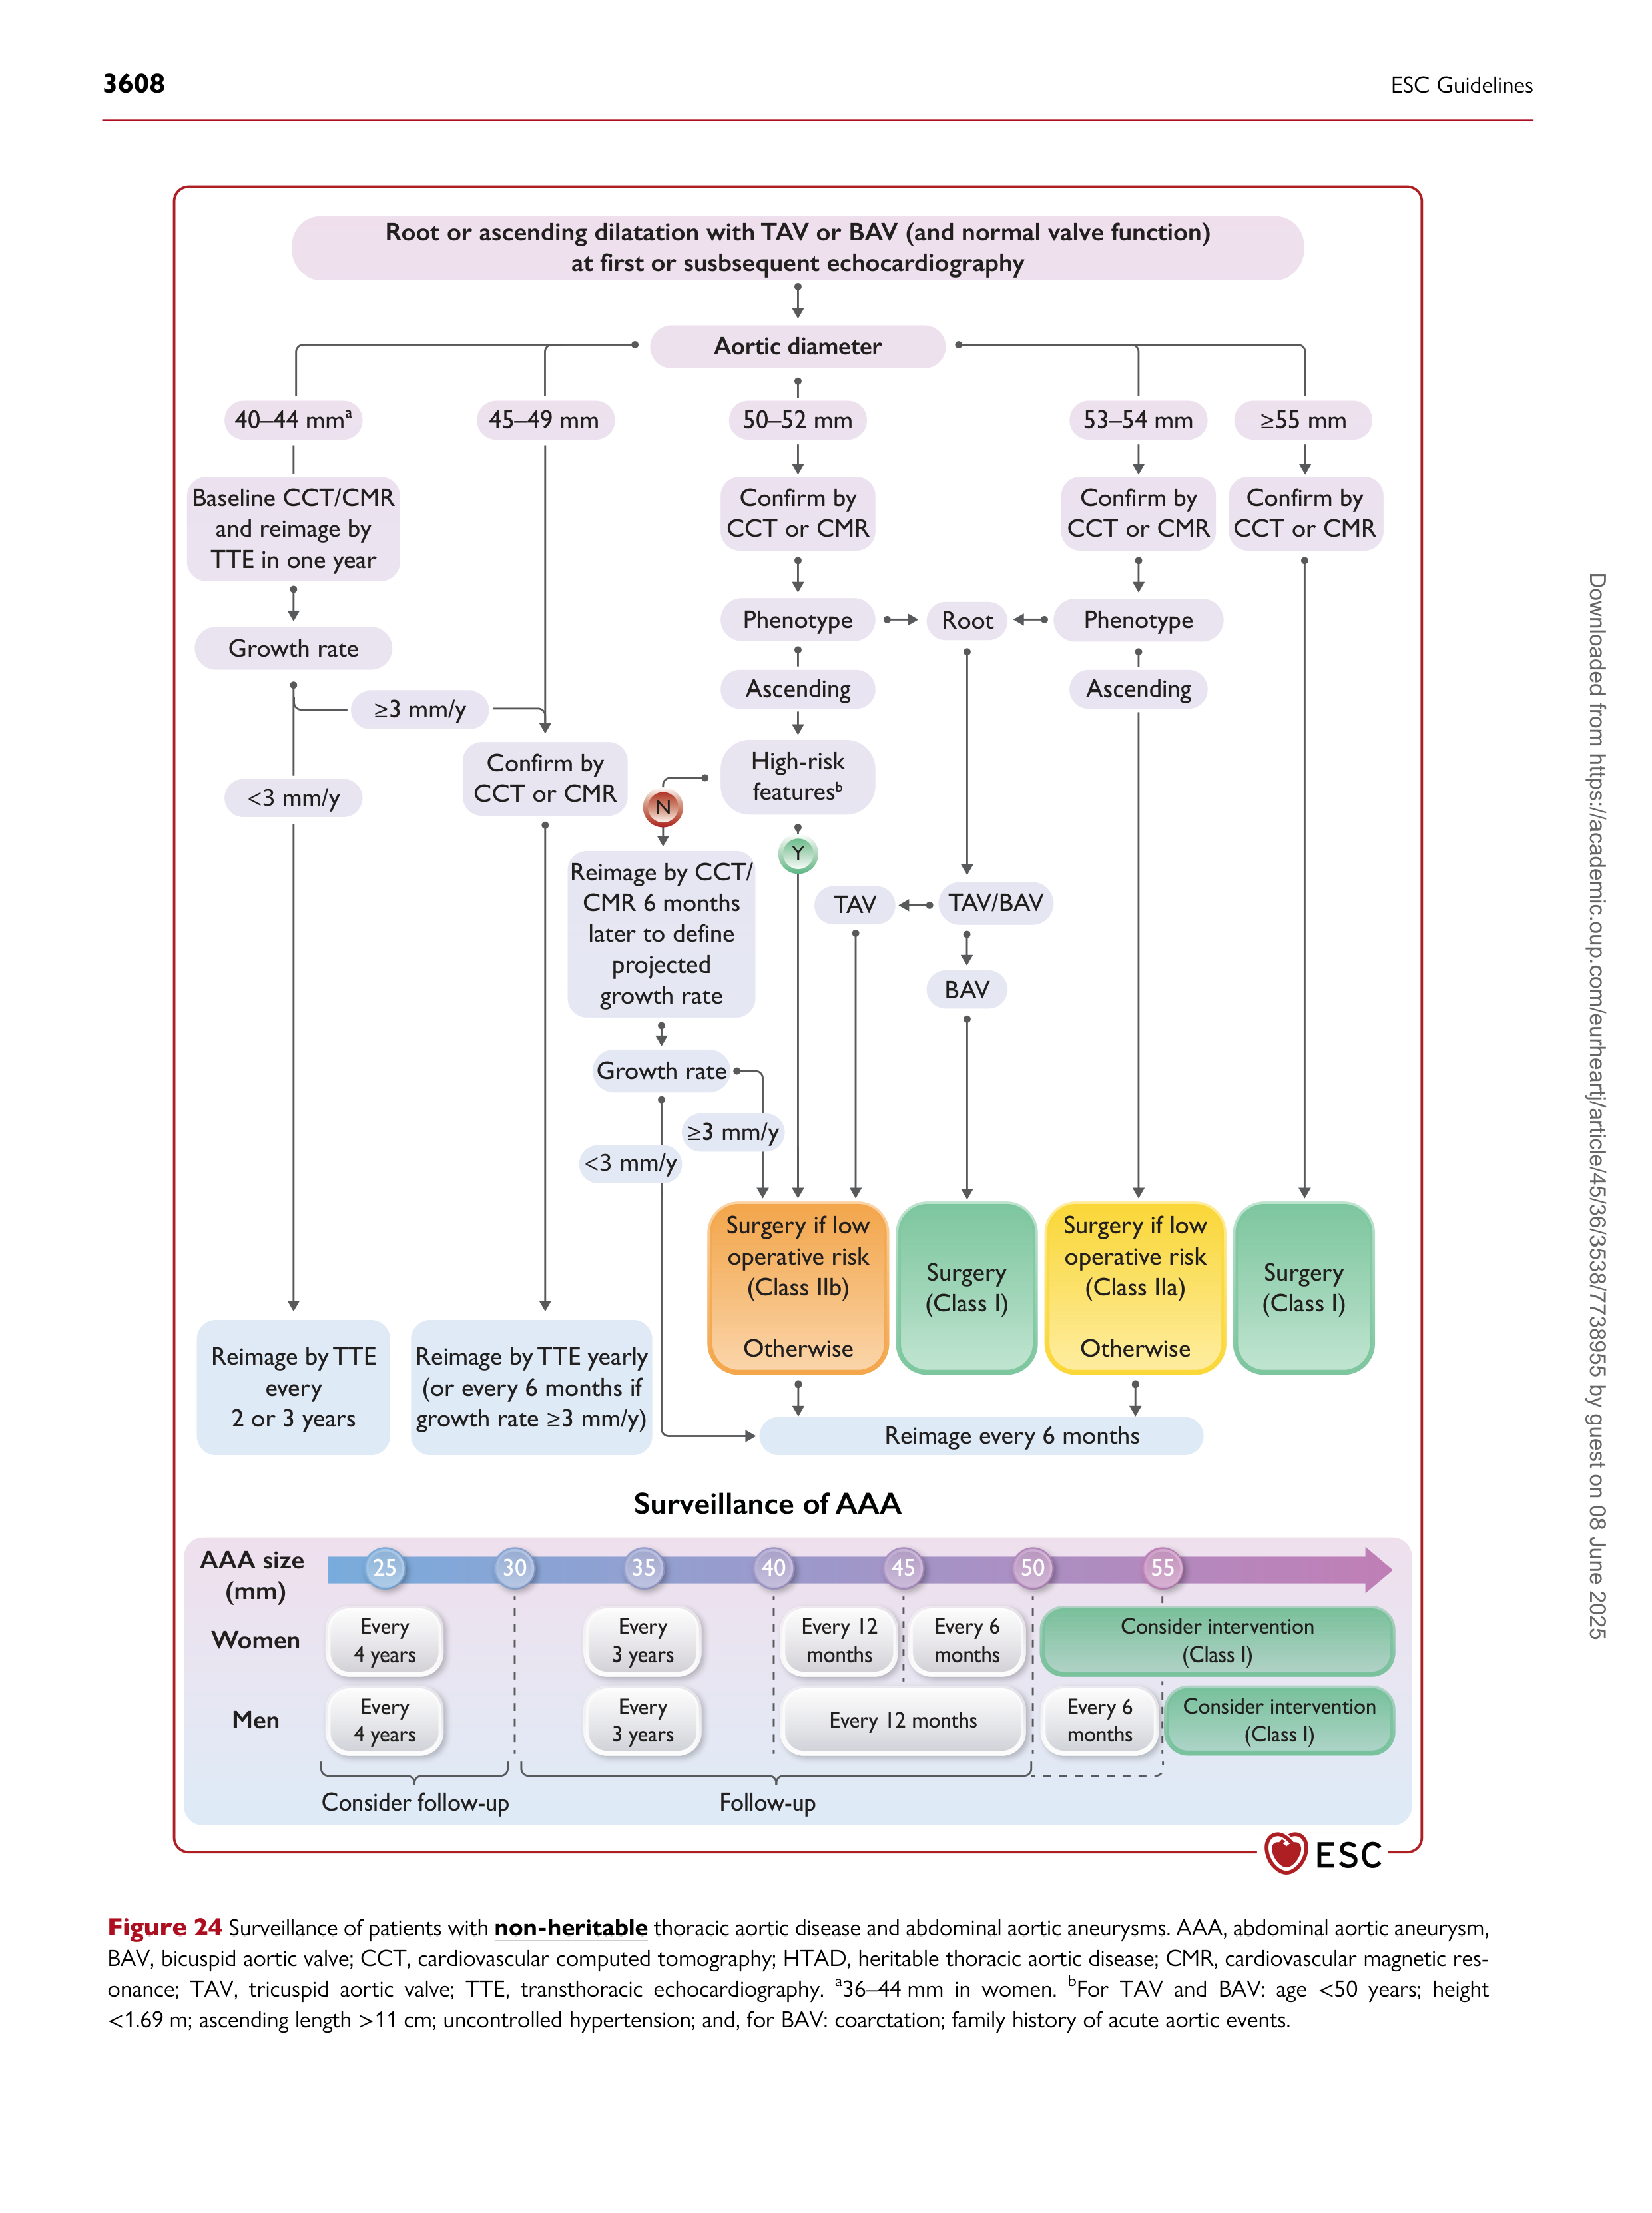 3608
ESC Guidelines
Root or ascending dilatation with TAV or BAV (and normal valve function)
at first or susbsequent echocardiography
Aortic diameter
40–44 mmᵃ
45–49 mm
50–52 mm
53–54 mm
≥55 mm
Baseline CCT/CMR
and reimage by
TTE in one year
Confirm by
CCT or CMR
Confirm by
CCT or CMR
Confirm by
CCT or CMR
Growth rate
Phenotype
Root
Phenotype
≥3 mm/y
Ascending
Ascending
<3 mm/y
Confirm by
CCT or CMR
High-risk
featuresᵇ
N
Y
Reimage by CCT/
CMR 6 months
later to define
projected
growth rate
TAV
TAV/BAV
BAV
Growth rate
≥3 mm/y
<3 mm/y
Surgery if low
operative risk
(Class IIb)
Otherwise
Surgery
(Class I)
Surgery if low
operative risk
(Class IIa)
Otherwise
Surgery
(Class I)
Reimage by TTE
every
2 or 3 years
Reimage by TTE yearly
(or every 6 months if
growth rate ≥3 mm/y)
Reimage every 6 months
Surveillance of AAA
AAA size
(mm)
25
30
35
40
45
50
55
Women
Every
4 years
Every
3 years
Every 12
months
Every 6
months
Consider intervention
(Class I)
Men
Every
4 years
Every
3 years
Every 12 months
Every 6
months
Consider intervention
(Class I)
Consider follow-up
Follow-up
ESC
Figure 24 Surveillance of patients with non-heritable thoracic aortic disease and abdominal aortic aneurysms. AAA, abdominal aortic aneurysm,
BAV, bicuspid aortic valve; CCT, cardiovascular computed tomography; HTAD, heritable thoracic aortic disease; CMR, cardiovascular magnetic res-
onance; TAV, tricuspid aortic valve; TTE, transthoracic echocardiography. ᵃ36–44 mm in women. ᵇFor TAV and BAV: age <50 years; height
<1.69 m; ascending length >11 cm; uncontrolled hypertension; and, for BAV: coarctation; family history of acute aortic events.
Downloaded from https://academic.oup.com/eurheartj/article/45/36/3538/7738955 by guest on 08 June 2025